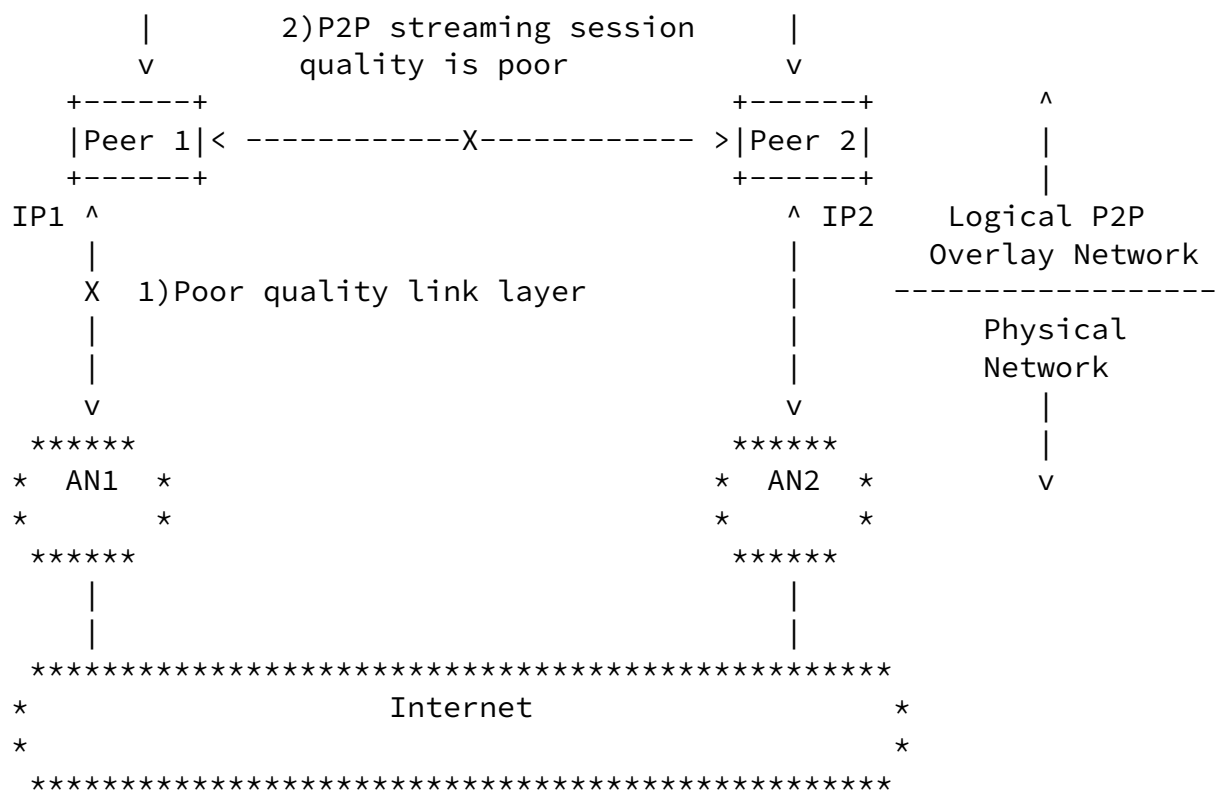 2)P2P streaming session
quality is poor
Peer 1 Peer 2
IP1 IP2 Logical P2P
Overlay Network
1)Poor quality link layer
Physical
Network
AN1 AN2
Internet